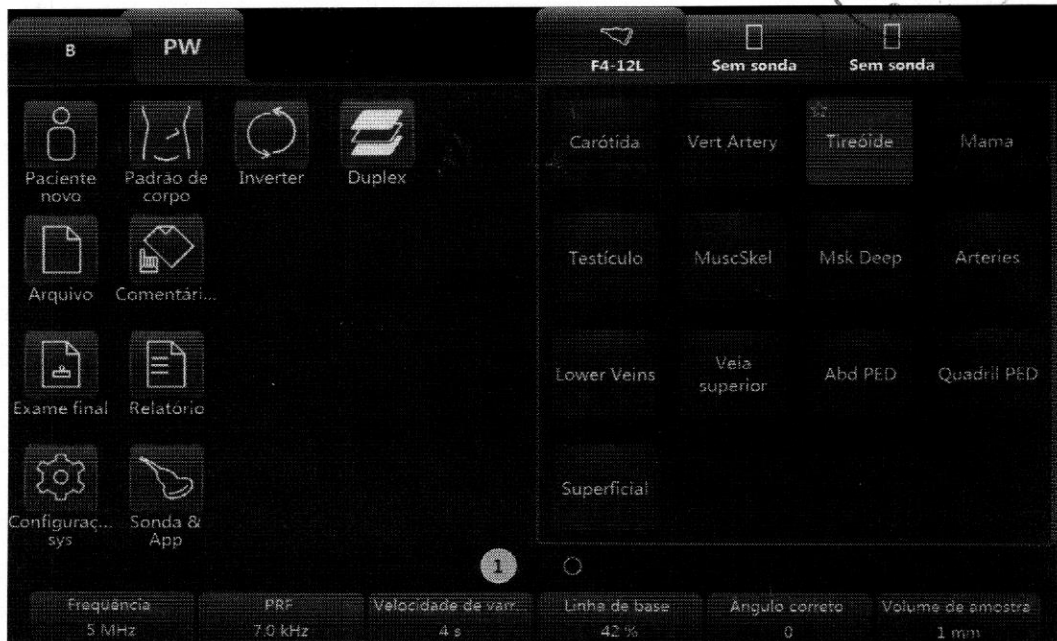 B
PW
F4-12L
Sem sonda
Sem sonda
Paciente
novo
Padrão de
corpo
Inverter
Duplex
Carótida
Vert Artery
Tireóide
Mama
Arquivo
Comentári...
Testículo
MuscSkel
Msk Deep
Arteries
Exame final
Relatório
Lower Veins
Veia
superior
Abd PED
Quadril PED
Configuraç...
sys
Sonda &
App
Superficial
1
Frequência
PRF
Velocidade de varr.
Linha de base
Angulo correto
Volume de amostra
5 MHz
7.0 kHz
4 s
42 %
0
1 mm